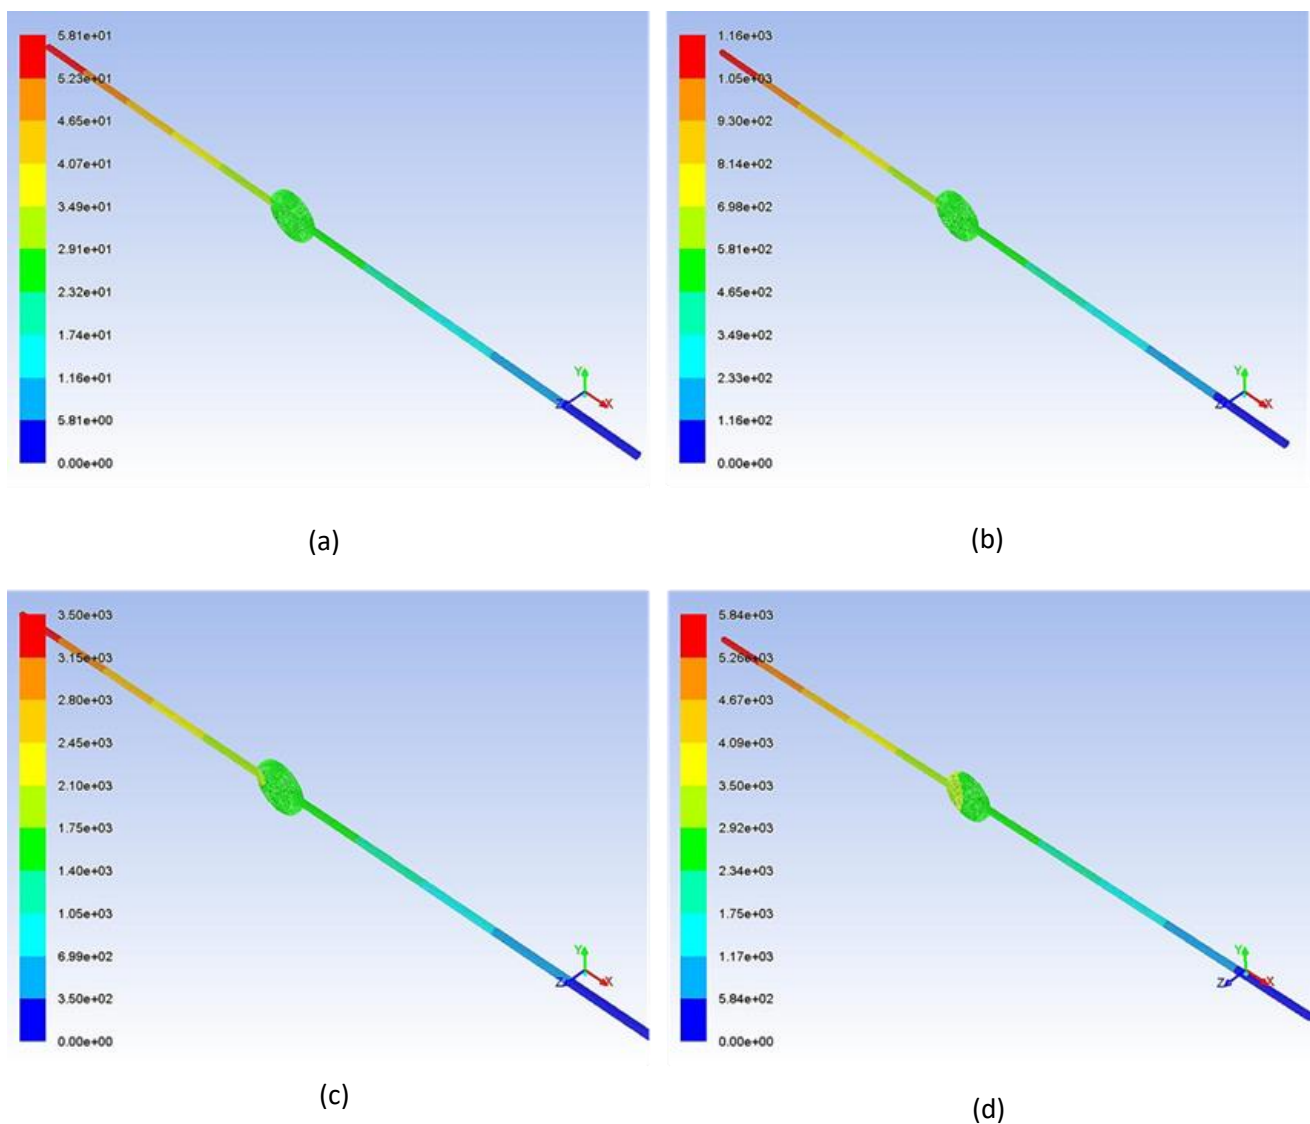 5.81e+01
5.23e+01
4.65e+01
4.07e+01
3.49e+01
2.91e+01
2.32e+01
1.74e+01
1.16e+01
5.81e+00
0.00e+00
Y
Z
X
(a)
1.16e+03
1.05e+03
9.30e+02
8.14e+02
6.98e+02
5.81e+02
4.65e+02
3.49e+02
2.33e+02
1.16e+02
0.00e+00
Y
Z
X
(b)
3.50e+03
3.15e+03
2.80e+03
2.45e+03
2.10e+03
1.75e+03
1.40e+03
1.05e+03
6.99e+02
3.50e+02
0.00e+00
Y
Z
X
(c)
5.84e+03
5.26e+03
4.67e+03
4.09e+03
3.50e+03
2.92e+03
2.34e+03
1.75e+03
1.17e+03
5.84e+02
0.00e+00
Y
Z
X
(d)